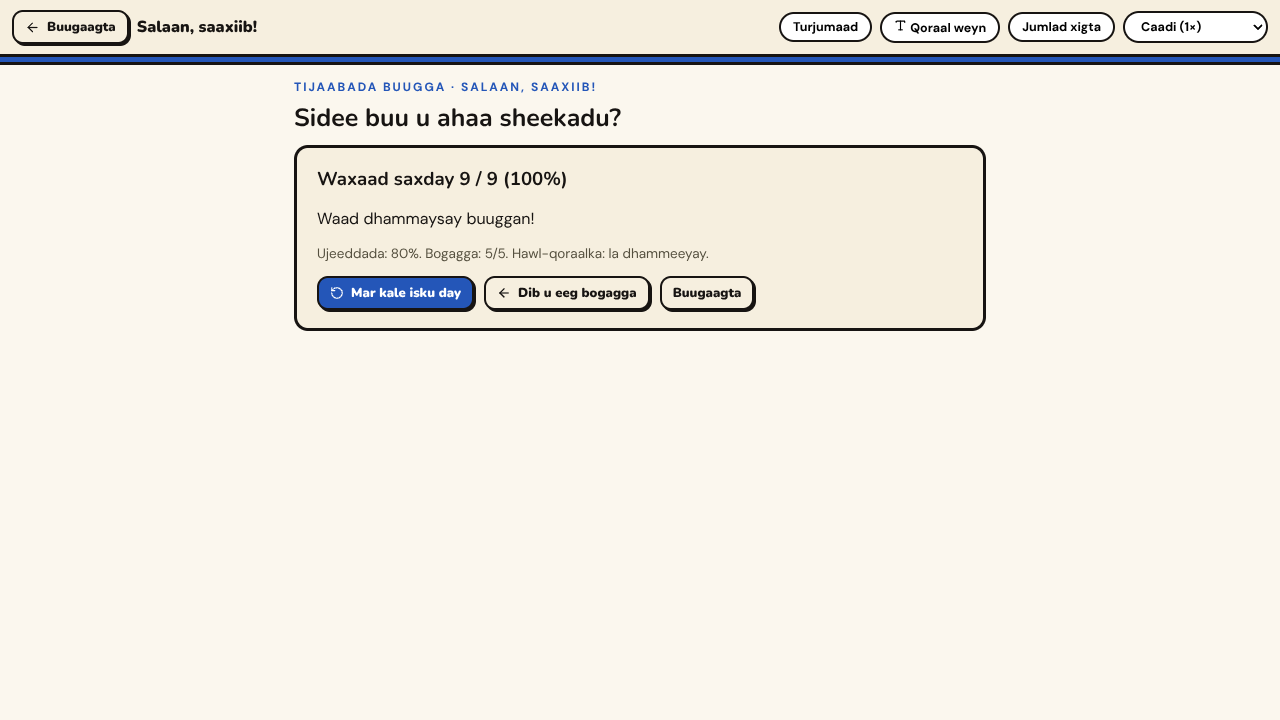 Buugaagta
Salaan, saaxiib!
Turjumaad
Qoraal weyn
Jumlad xigta
Caadi (1×)
TIJAABADA BUUGGA · SALAAN, SAAXIIB!
Sidee buu u ahaa sheekadu?
Waxaad saxday 9 / 9 (100%)
Waad dhammaysay buuggan!
Ujeeddada: 80%. Bogagga: 5/5. Hawl-qoraalka: la dhammeeyay.
Mar kale isku day
Dib u eeg bogagga
Buugaagta